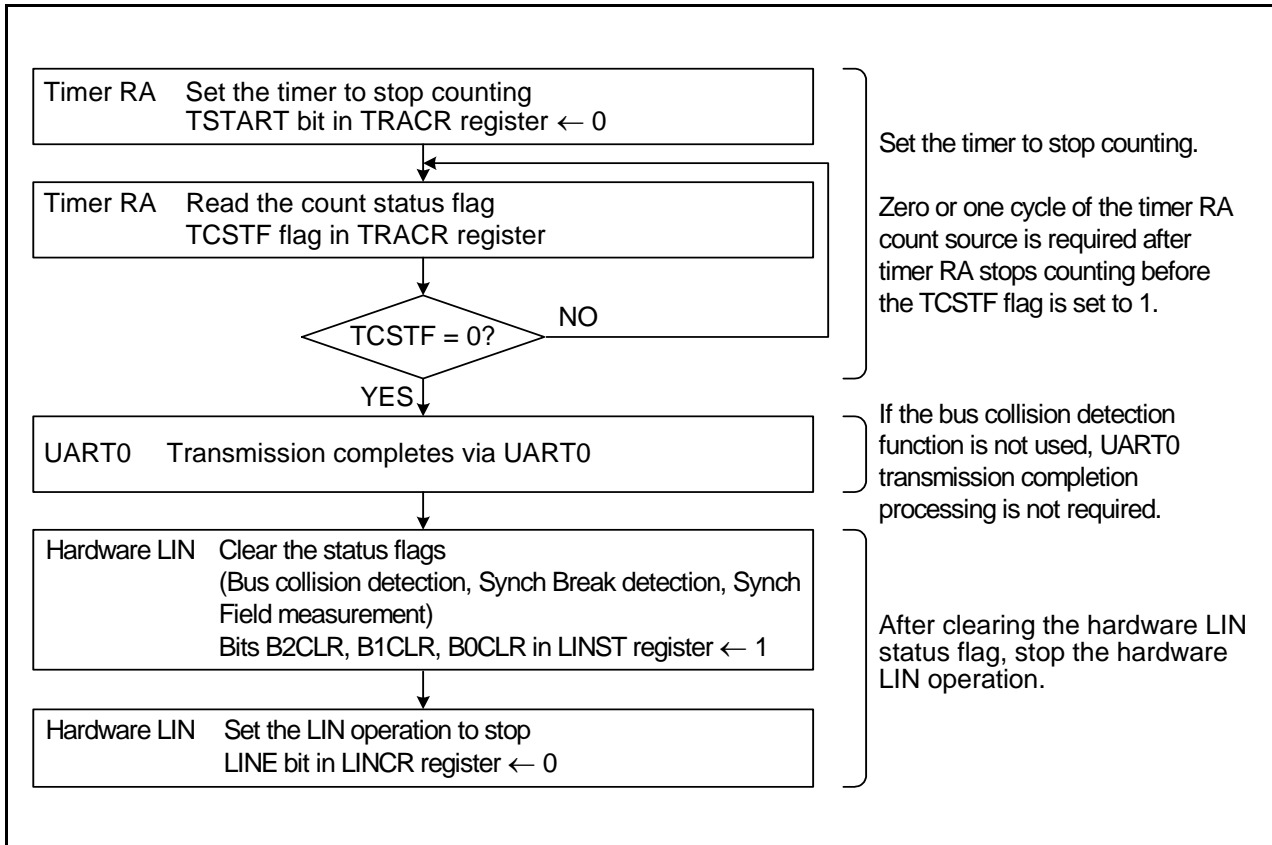 Timer RA Set the timer to stop counting
TSTART bit in TRACR register ← 0
Timer RA Read the count status flag
TCSTF flag in TRACR register
TCSTF = 0?
NO
YES
Set the timer to stop counting.
Zero or one cycle of the timer RA
count source is required after
timer RA stops counting before
the TCSTF flag is set to 1.
UART0 Transmission completes via UART0
If the bus collision detection
function is not used, UART0
transmission completion
processing is not required.
Hardware LIN Clear the status flags
(Bus collision detection, Synch Break detection, Synch
Field measurement)
Bits B2CLR, B1CLR, B0CLR in LINST register ← 1
Hardware LIN Set the LIN operation to stop
LINE bit in LINCR register ← 0
After clearing the hardware LIN
status flag, stop the hardware
LIN operation.